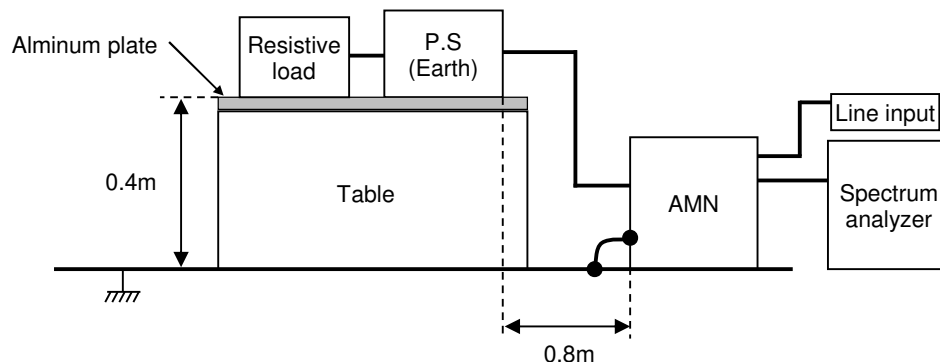 Alminum plate
Resistive
load
P.S
(Earth)
Line input
0.4m
Table
AMN
Spectrum
analyzer
0.8m